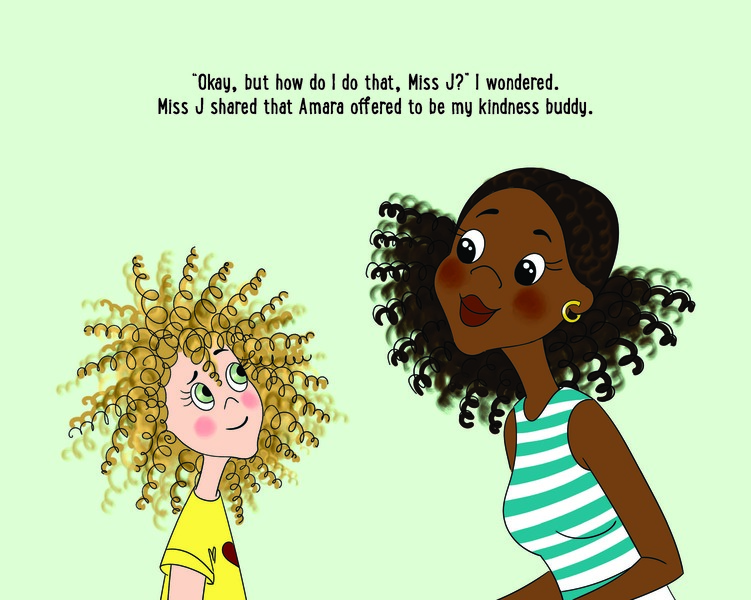 “Okay, but how do I do that, Miss J?” I wondered.
Miss J shared that Amara offered to be my kindness buddy.